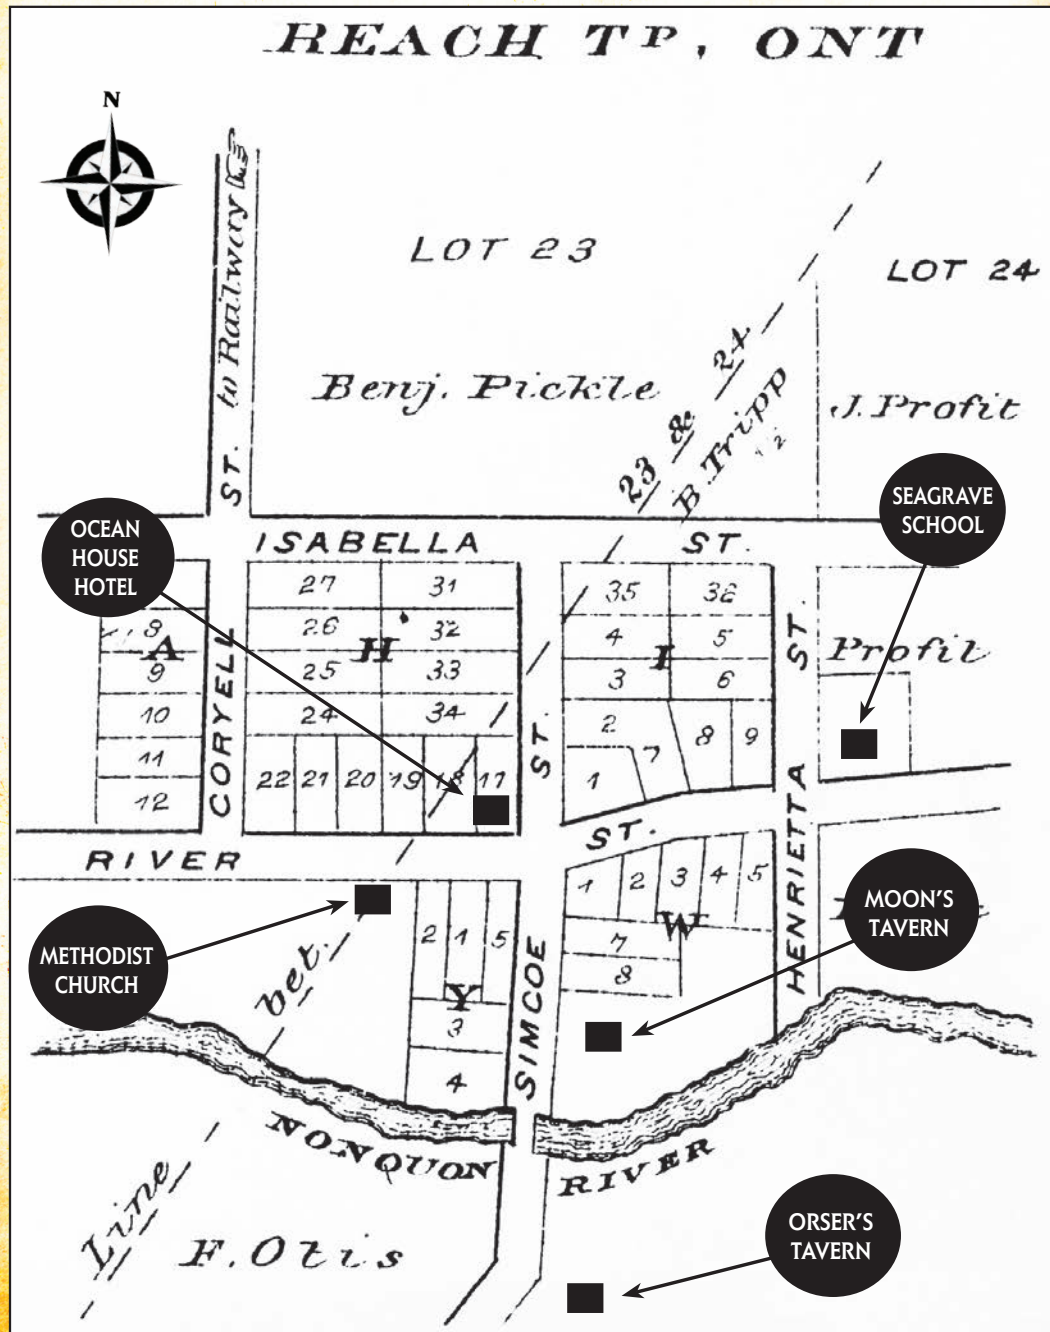 REACH TP, ONT
N
ST. to Railway
LOT 23
LOT 24
Benj. Pickle
23 & 24
B. Tripp
1/2
J. Profit
SEAGRAVE
SCHOOL
OCEAN
HOUSE
HOTEL
ISABELLA
ST.
27
31
35
36
8
26
32
4
5
A
H
I
ST.
Profil
9
25
33
3
6
10
24
34
2
8
9
CORYELL
ST.
11
22
21
20
19
18
17
1
7
12
RIVER
ST.
HENRIETTA
1
2
3
4
5
MOON'S
TAVERN
W
METHODIST
CHURCH
bet.
2
1
5
SIMCOE
7
8
Y
3
4
NONQUON
RIVER
Line
F. Otis
ORSER'S
TAVERN